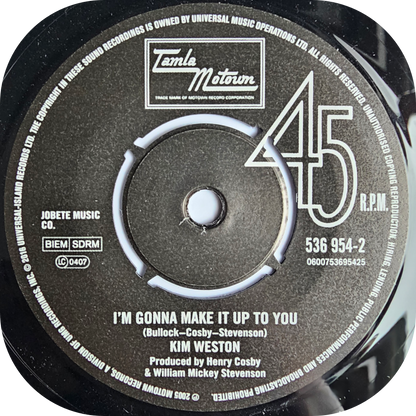 THE COPYRIGHT IN THESE SOUND RECORDINGS IS OWNED BY UNIVERSAL MUSIC OPERATIONS LTD. ALL RIGHTS RESERVED. UNAUTHORISED COPYING, REPRODUCTION, HIRING, LENDING, PUBLIC PERFORMANCES AND BROADCASTING PROHIBITED.
Tamla
Motown
TRADE MARK OF MOTOWN RECORD CORPORATION
45
R.P.M.
JOBETE MUSIC
CO.
BIEM SDRM
LC 0407
536 954-2
0600753695425
I'M GONNA MAKE IT UP TO YOU
(Bullock-Cosby-Stevenson)
KIM WESTON
Produced by Henry Cosby
& William Mickey Stevenson
℗ 2005 MOTOWN RECORDS, A DIVISION OF UMG RECORDINGS, INC. © 2016 UNIVERSAL-ISLAND RECORDS LTD.